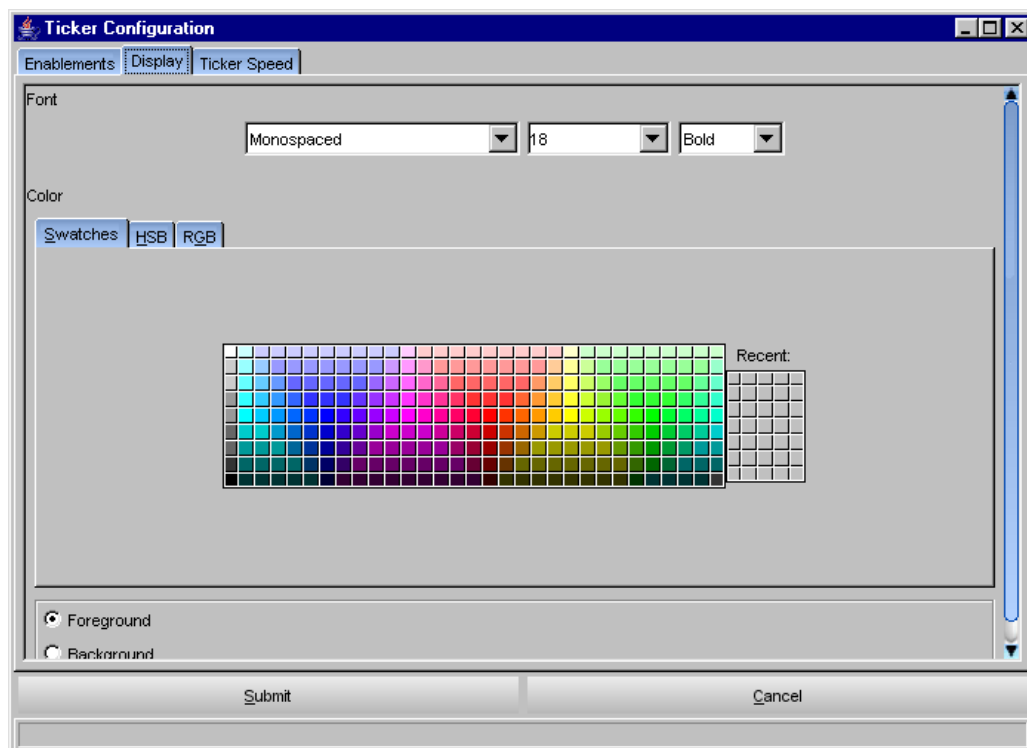 Ticker Configuration
Enablements Display Ticker Speed
Font
Monospaced 18 Bold
Color
Swatches HSB RGB
Recent:
Foreground
Background
Submit Cancel